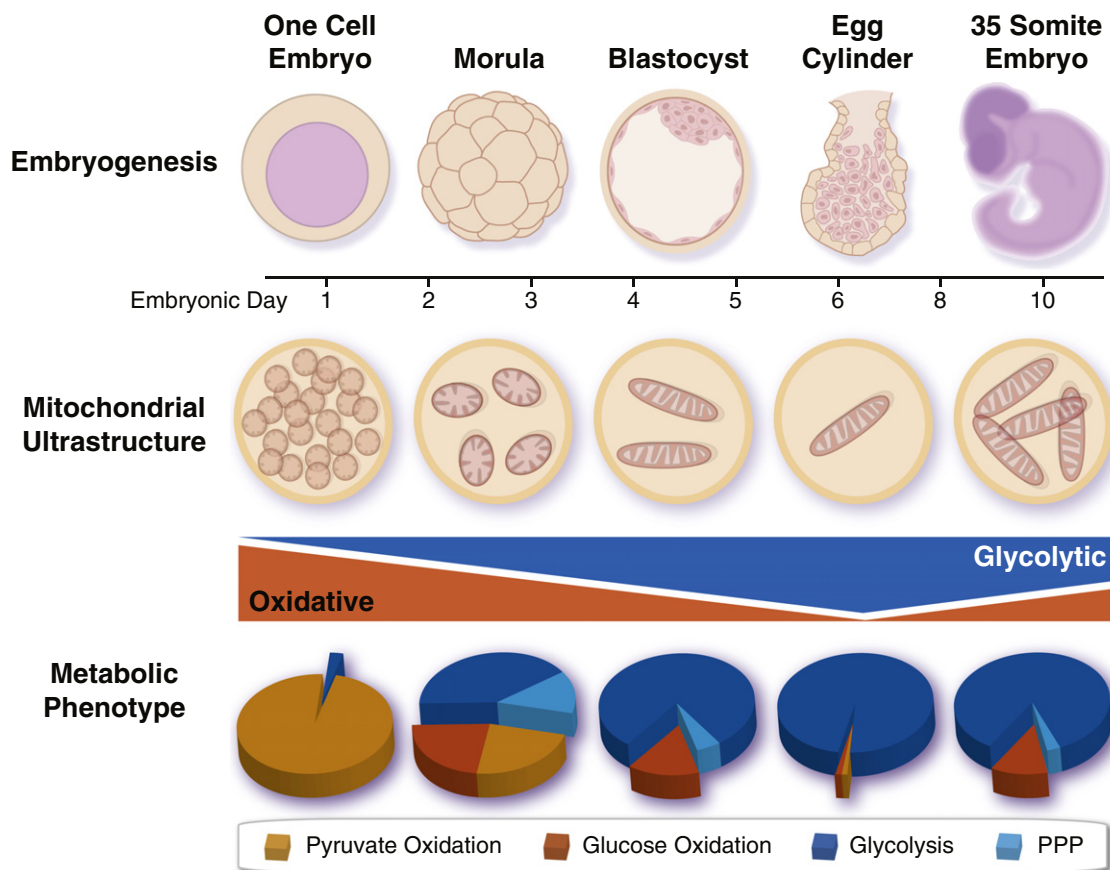 One Cell
Embryo
Morula
Blastocyst
Egg
Cylinder
35 Somite
Embryo
Embryogenesis
Embryonic Day 1 2 3 4 5 6 8 10
Mitochondrial
Ultrastructure
Glycolytic
Oxidative
Metabolic
Phenotype
Pyruvate Oxidation Glucose Oxidation Glycolysis PPP